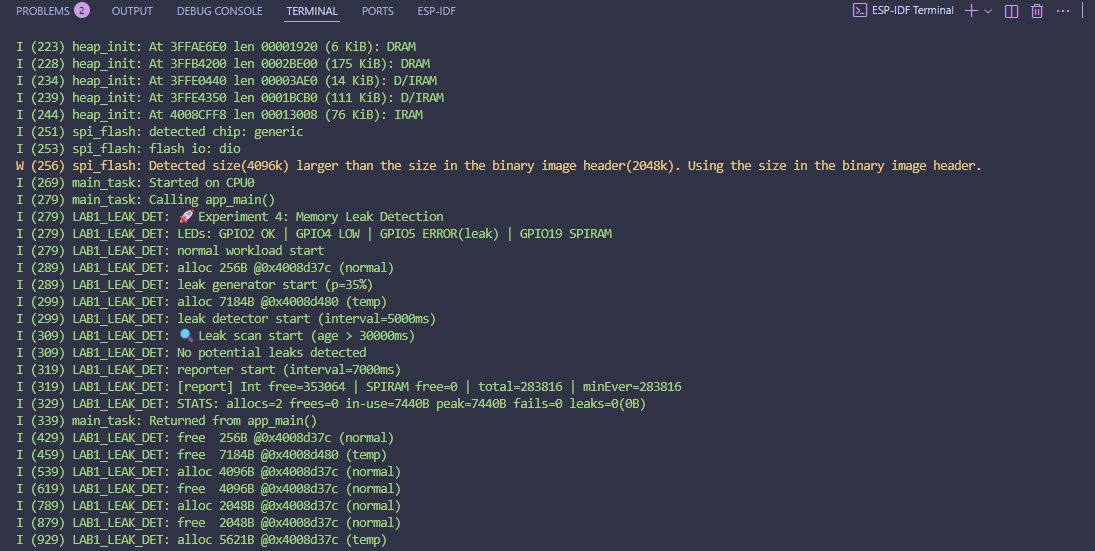 PROBLEMS 2 OUTPUT DEBUG CONSOLE TERMINAL PORTS ESP-IDF ESP-IDF Terminal
I (223) heap_init: At 3FFAE6E0 len 00001920 (6 KiB): DRAM
I (228) heap_init: At 3FFB4200 len 0002BE00 (175 KiB): DRAM
I (234) heap_init: At 3FFE0440 len 00003AE0 (14 KiB): D/IRAM
I (239) heap_init: At 3FFE4350 len 0001BCB0 (111 KiB): D/IRAM
I (244) heap_init: At 4008CFF8 len 00013008 (76 KiB): IRAM
I (251) spi_flash: detected chip: generic
I (253) spi_flash: flash io: dio
W (256) spi_flash: Detected size(4096k) larger than the size in the binary image header(2048k). Using the size in the binary image header.
I (269) main_task: Started on CPU0
I (279) main_task: Calling app_main()
I (279) LAB1_LEAK_DET: 🚀 Experiment 4: Memory Leak Detection
I (279) LAB1_LEAK_DET: LEDs: GPIO2 OK | GPIO4 LOW | GPIO5 ERROR(leak) | GPIO19 SPIRAM
I (279) LAB1_LEAK_DET: normal workload start
I (289) LAB1_LEAK_DET: alloc 256B @0x4008d37c (normal)
I (289) LAB1_LEAK_DET: leak generator start (p=35%)
I (299) LAB1_LEAK_DET: alloc 7184B @0x4008d480 (temp)
I (299) LAB1_LEAK_DET: leak detector start (interval=5000ms)
I (309) LAB1_LEAK_DET: 🔍 Leak scan start (age > 30000ms)
I (309) LAB1_LEAK_DET: No potential leaks detected
I (319) LAB1_LEAK_DET: reporter start (interval=7000ms)
I (319) LAB1_LEAK_DET: [report] Int free=353064 | SPIRAM free=0 | total=283816 | minEver=283816
I (329) LAB1_LEAK_DET: STATS: allocs=2 frees=0 in-use=7440B peak=7440B fails=0 leaks=0(0B)
I (339) main_task: Returned from app_main()
I (429) LAB1_LEAK_DET: free  256B @0x4008d37c (normal)
I (459) LAB1_LEAK_DET: free  7184B @0x4008d480 (temp)
I (539) LAB1_LEAK_DET: alloc 4096B @0x4008d37c (normal)
I (619) LAB1_LEAK_DET: free  4096B @0x4008d37c (normal)
I (789) LAB1_LEAK_DET: alloc 2048B @0x4008d37c (normal)
I (879) LAB1_LEAK_DET: free  2048B @0x4008d37c (normal)
I (929) LAB1_LEAK_DET: alloc 5621B @0x4008d37c (temp)